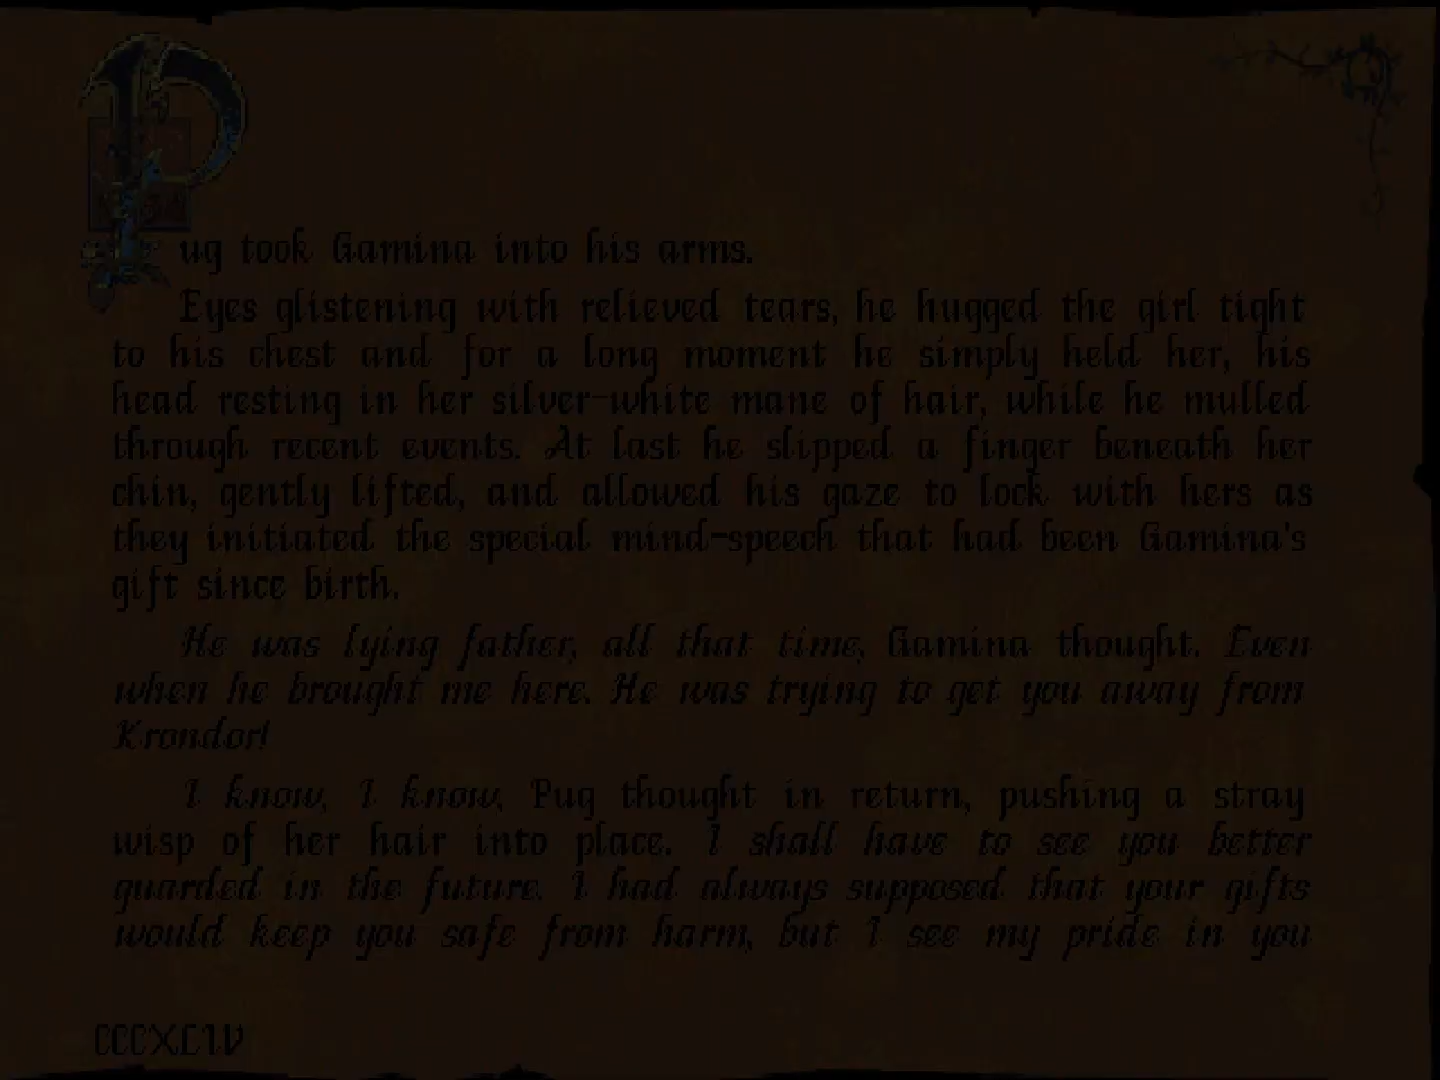 Pug took Gamina into his arms.
Eyes glistening with relieved tears, he hugged the girl tight
to his chest and for a long moment he simply held her, his
head resting in her silver-white mane of hair, while he mulled
through recent events. At last he slipped a finger beneath her
chin, gently lifted, and allowed his gaze to lock with hers as
they initiated the special mind-speech that had been Gamina's
gift since birth.
He was lying father, all that time, Gamina thought. Even
when he brought me here. He was trying to get you away from
Krondor!
I know, I know, Pug thought in return, pushing a stray
wisp of her hair into place. I shall have to see you better
guarded in the future. I had always supposed that your gifts
would keep you safe from harm, but I see my pride in you
CCCXLIV